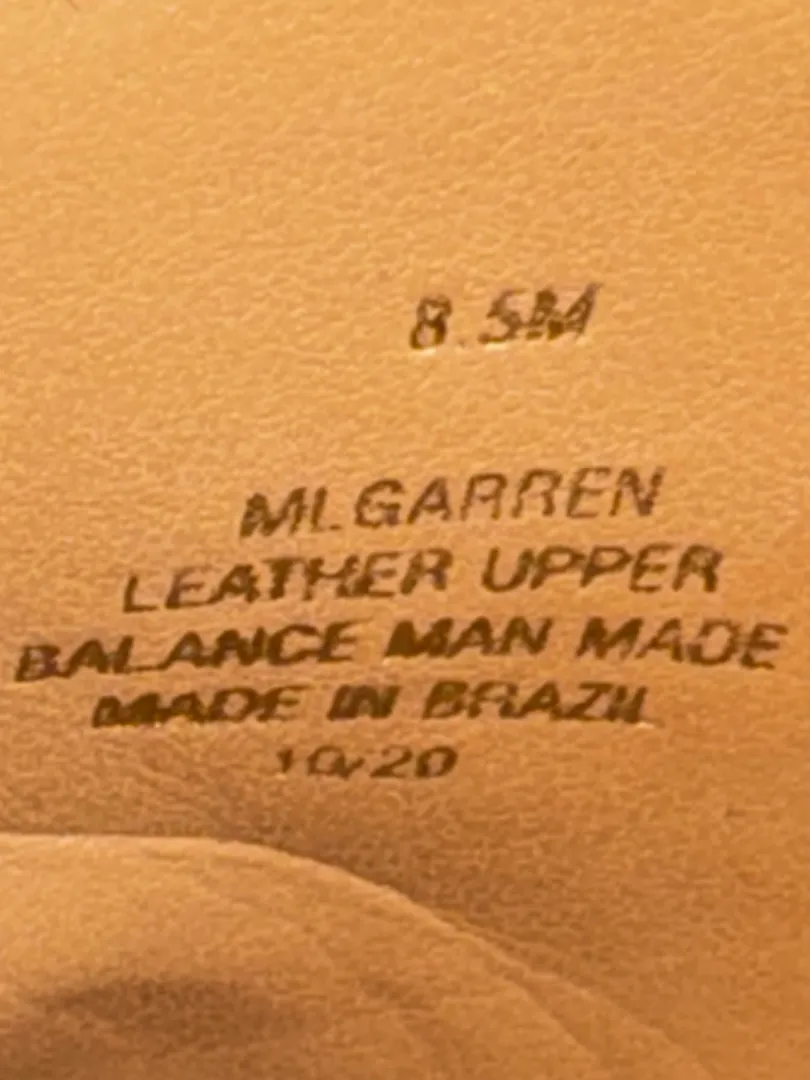 8.5M
MLGARREN
LEATHER UPPER
BALANCE MAN MADE
MADE IN BRAZIL
10/20